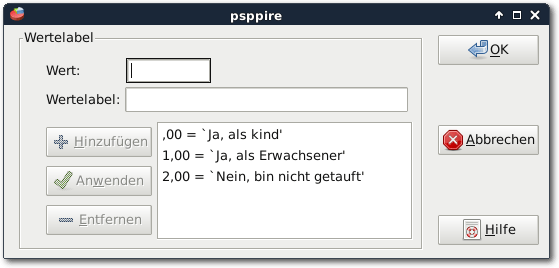 psppire
Wertelabel
Wert:
OK
Wertelabel:
Hinzufügen
Anwenden
Entfernen
,00 = `Ja, als kind'
1,00 = `Ja, als Erwachsener'
2,00 = `Nein, bin nicht getauft'
Abbrechen
Hilfe